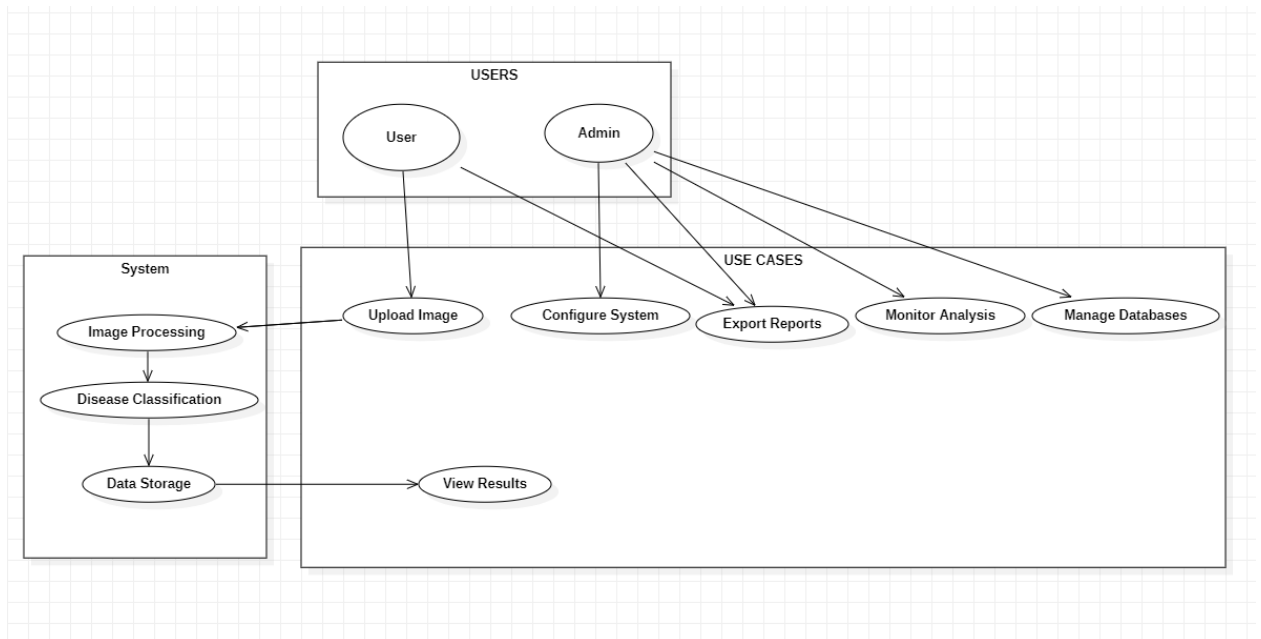 USERS
User
Admin
System
USE CASES
Image Processing
Upload Image
Configure System
Export Reports
Monitor Analysis
Manage Databases
Disease Classification
Data Storage
View Results